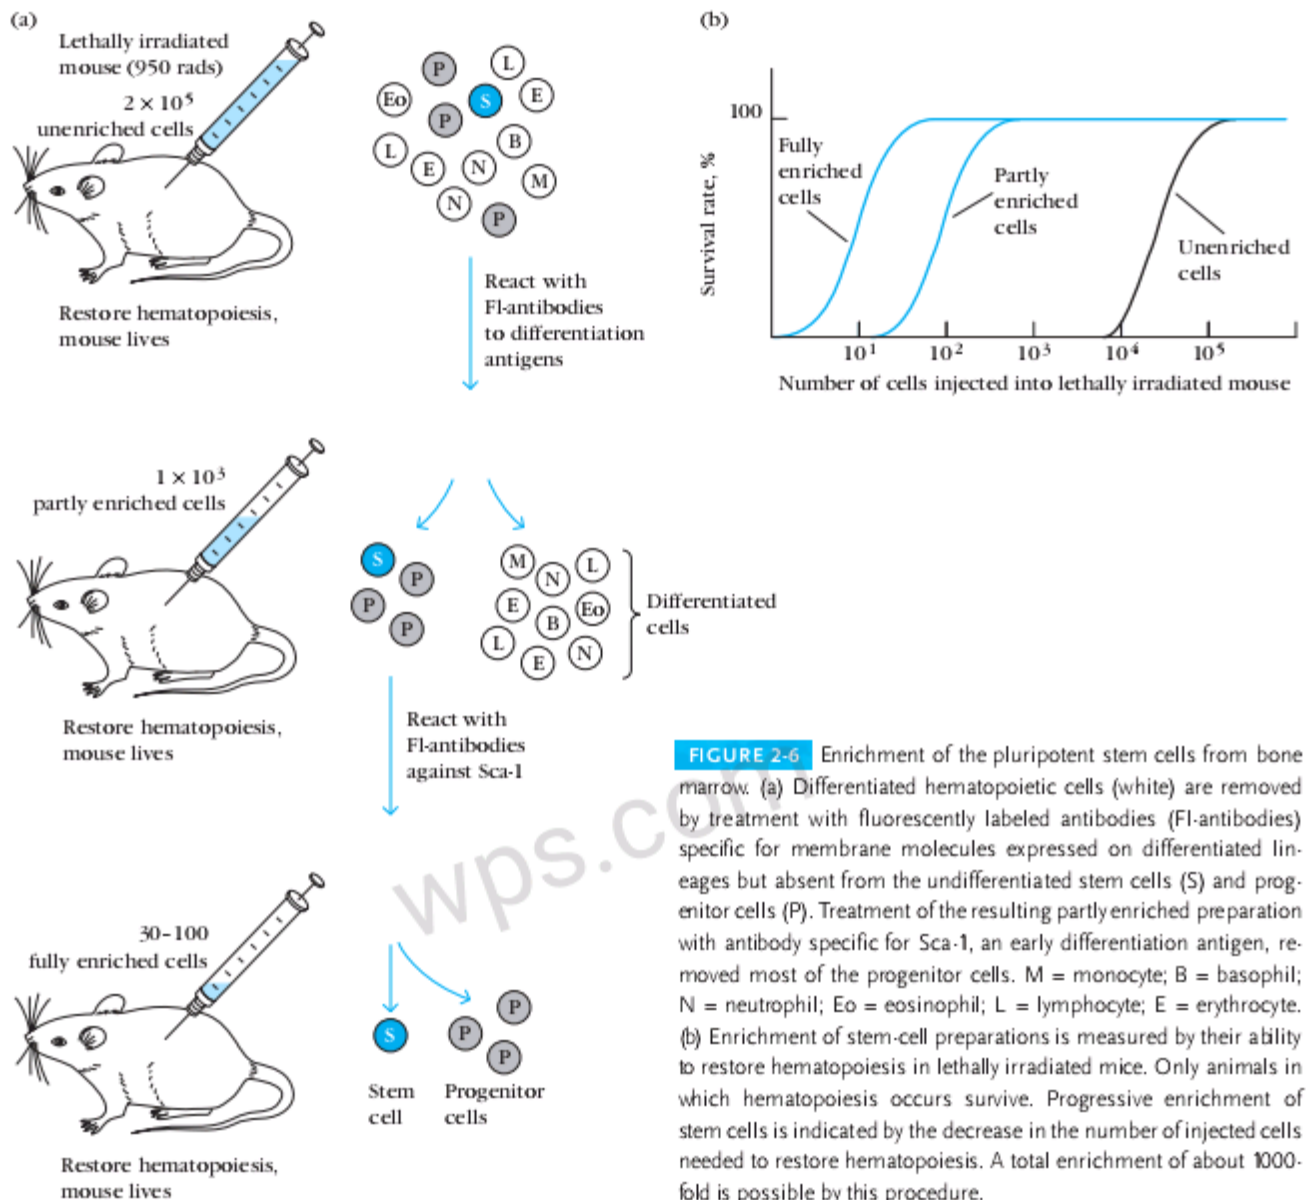 (a)
Lethally irradiated
mouse (950 rads)
2 × 10⁵
unenriched cells
Restore hematopoiesis,
mouse lives
P
L
Eo
S
E
P
B
L
E
N
M
N
P
React with
Fl-antibodies
to differentiation
antigens
1 × 10³
partly enriched cells
Restore hematopoiesis,
mouse lives
S
P
P
P
M
N
L
E
B
Eo
L
E
N
Differentiated
cells
React with
Fl-antibodies
against Sca-1
30–100
fully enriched cells
Restore hematopoiesis,
mouse lives
S
P
P
P
Stem
cell
Progenitor
cells
(b)
Survival rate, %
100
Fully
enriched
cells
Partly
enriched
cells
Unenriched
cells
10¹ 10² 10³ 10⁴ 10⁵
Number of cells injected into lethally irradiated mouse
FIGURE 2-6 Enrichment of the pluripotent stem cells from bone
marrow. (a) Differentiated hematopoietic cells (white) are removed
by treatment with fluorescently labeled antibodies (Fl-antibodies)
specific for membrane molecules expressed on differentiated lin-
eages but absent from the undifferentiated stem cells (S) and prog-
enitor cells (P). Treatment of the resulting partly enriched preparation
with antibody specific for Sca-1, an early differentiation antigen, re-
moved most of the progenitor cells. M = monocyte; B = basophil;
N = neutrophil; Eo = eosinophil; L = lymphocyte; E = erythrocyte.
(b) Enrichment of stem-cell preparations is measured by their ability
to restore hematopoiesis in lethally irradiated mice. Only animals in
which hematopoiesis occurs survive. Progressive enrichment of
stem cells is indicated by the decrease in the number of injected cells
needed to restore hematopoiesis. A total enrichment of about 1000-
fold is possible by this procedure.
wps.com